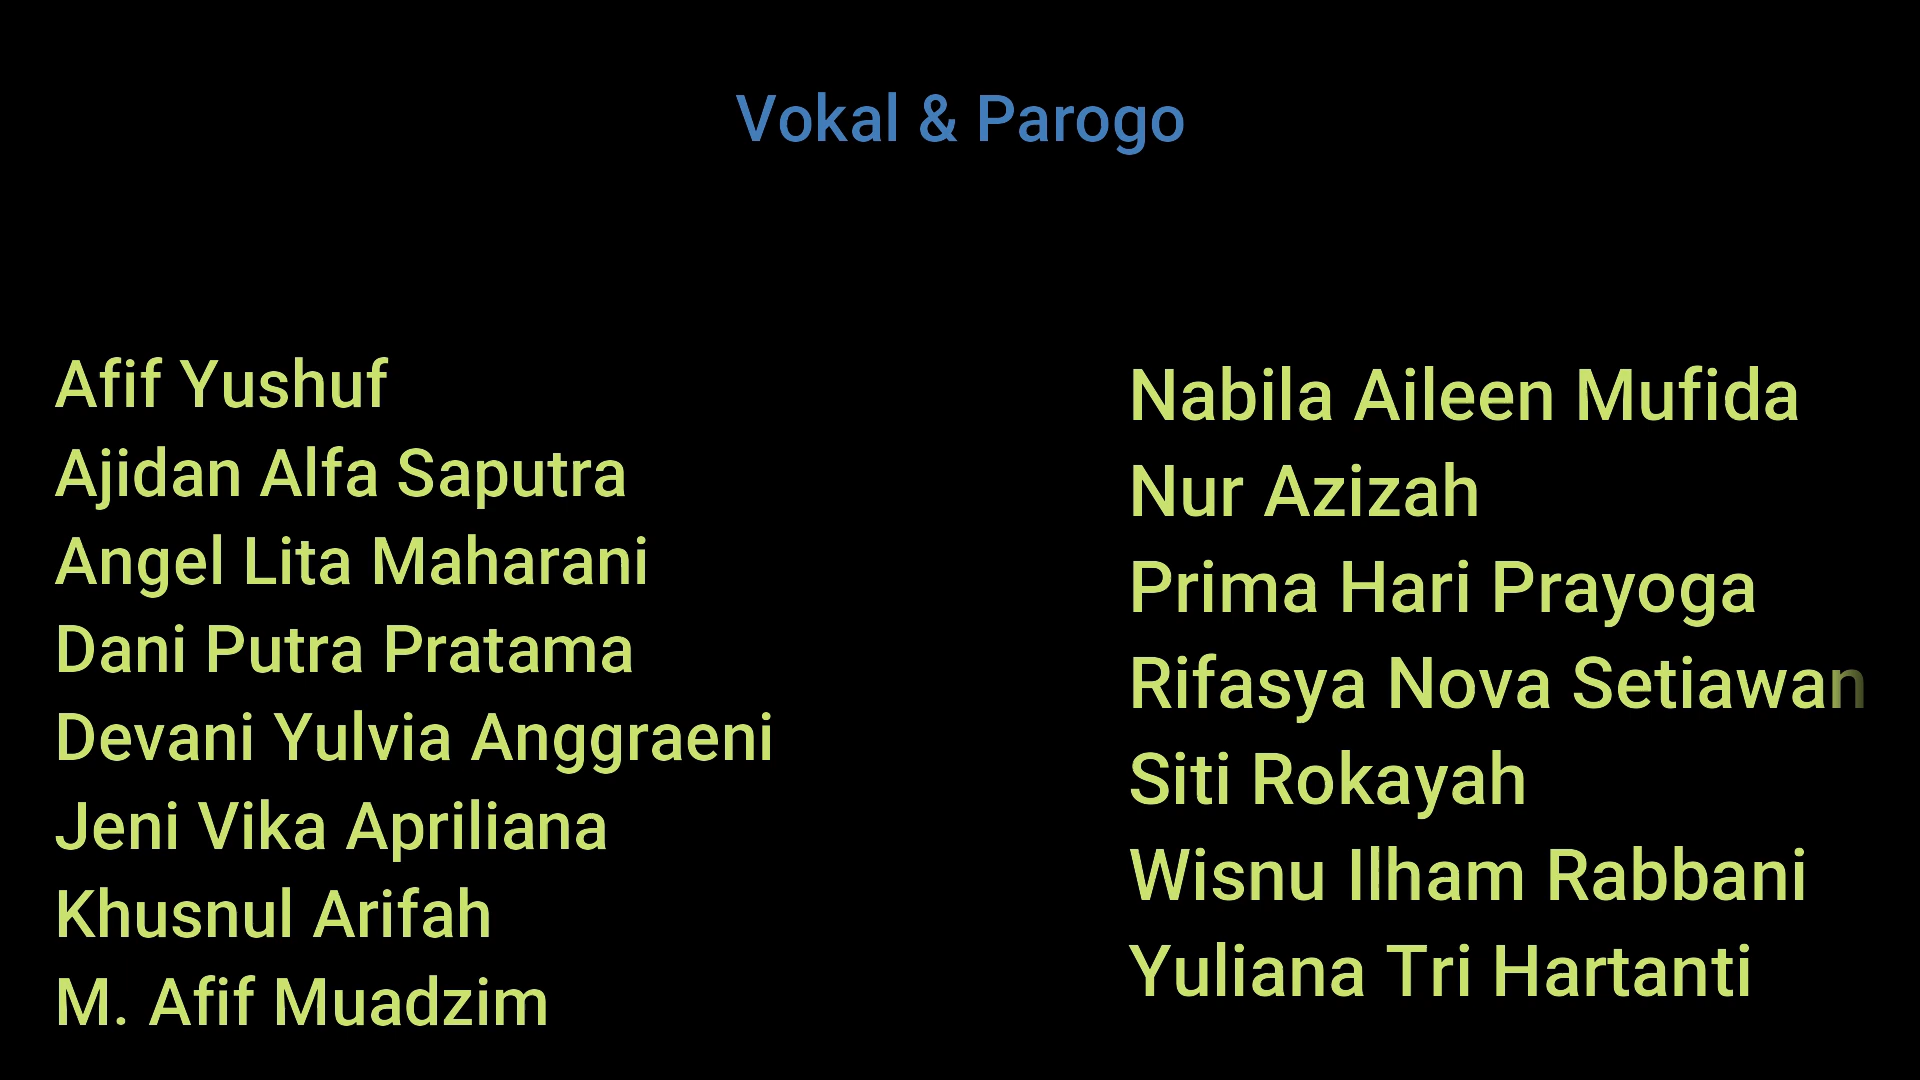 Vokal & Parogo
Afif Yushuf
Ajidan Alfa Saputra
Angel Lita Maharani
Dani Putra Pratama
Devani Yulvia Anggraeni
Jeni Vika Apriliana
Khusnul Arifah
M. Afif Muadzim
Nabila Aileen Mufida
Nur Azizah
Prima Hari Prayoga
Rifasya Nova Setiawan
Siti Rokayah
Wisnu Ilham Rabbani
Yuliana Tri Hartanti